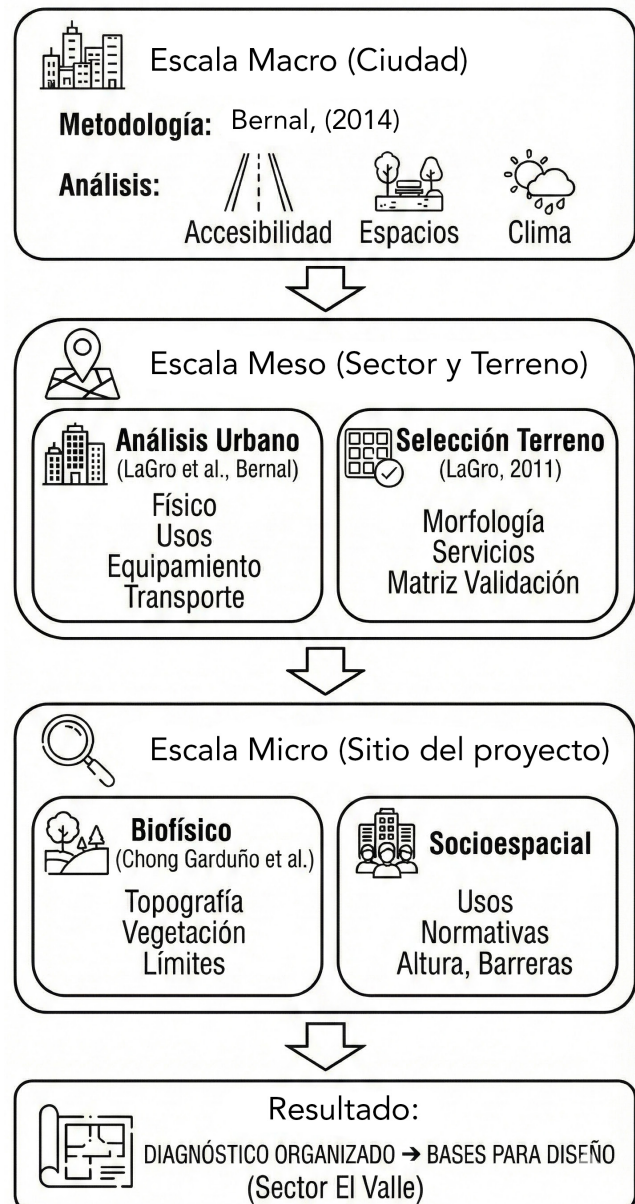 Escala Macro (Ciudad)
Metodología: Bernal, (2014)
Análisis:
Accesibilidad Espacios Clima
Escala Meso (Sector y Terreno)
Análisis Urbano
(LaGro et al., Bernal)
Físico
Usos
Equipamiento
Transporte
Selección Terreno
(LaGro, 2011)
Morfología
Servicios
Matriz Validación
Escala Micro (Sitio del proyecto)
Biofísico
(Chong Garduño et al.)
Topografía
Vegetación
Límites
Socioespacial
Usos
Normativas
Altura, Barreras
Resultado:
DIAGNÓSTICO ORGANIZADO → BASES PARA DISEÑO
(Sector El Valle)